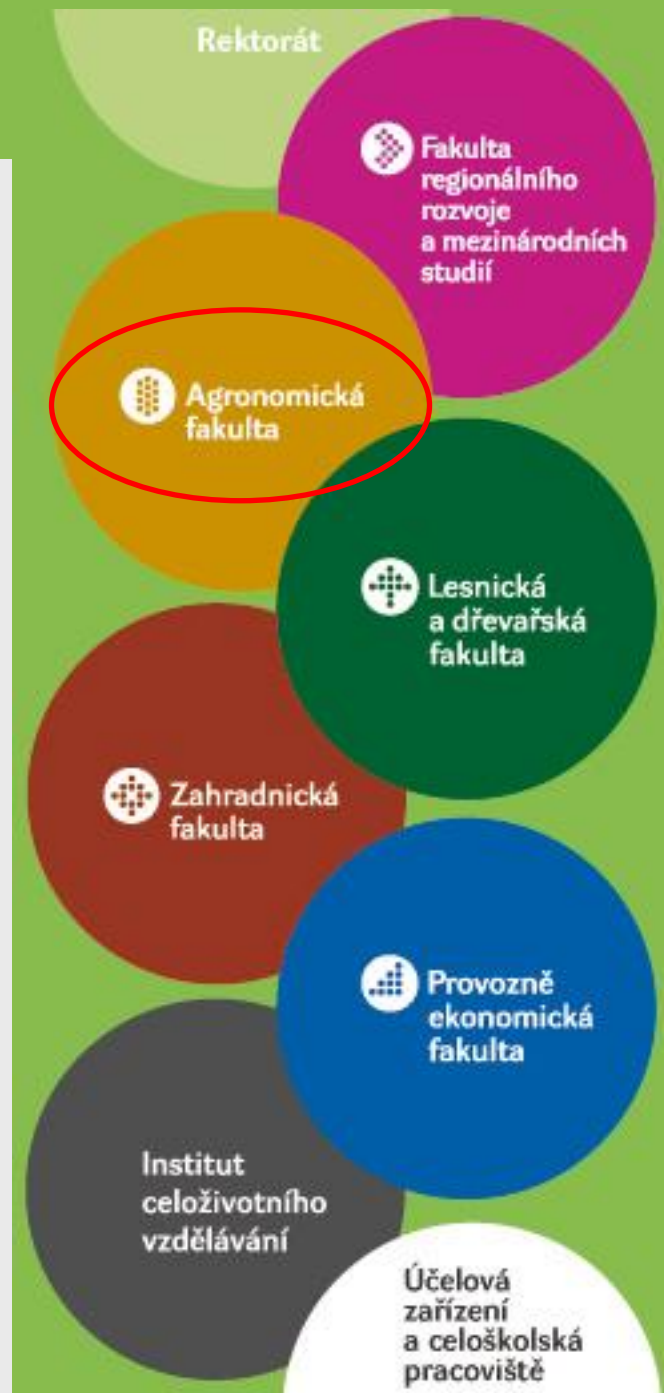 Rektorát
Fakulta
regionálního
rozvoje
a mezinárodních
studií
Agronomická
fakulta
Lesnická
a dřevařská
fakulta
Zahradnická
fakulta
Provozně
ekonomická
fakulta
Institut
celoživotního
vzdělávání
Účelová
zařízení
a celoškolská
pracoviště